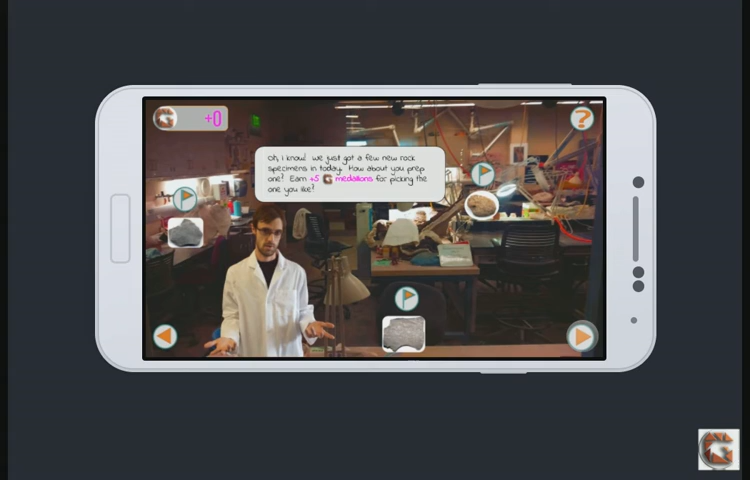 +0
?
Oh, i know! we just got a few new rock
specimens in today. How about you prep
one? Earn +5 G medallions for picking the
one you like?
G